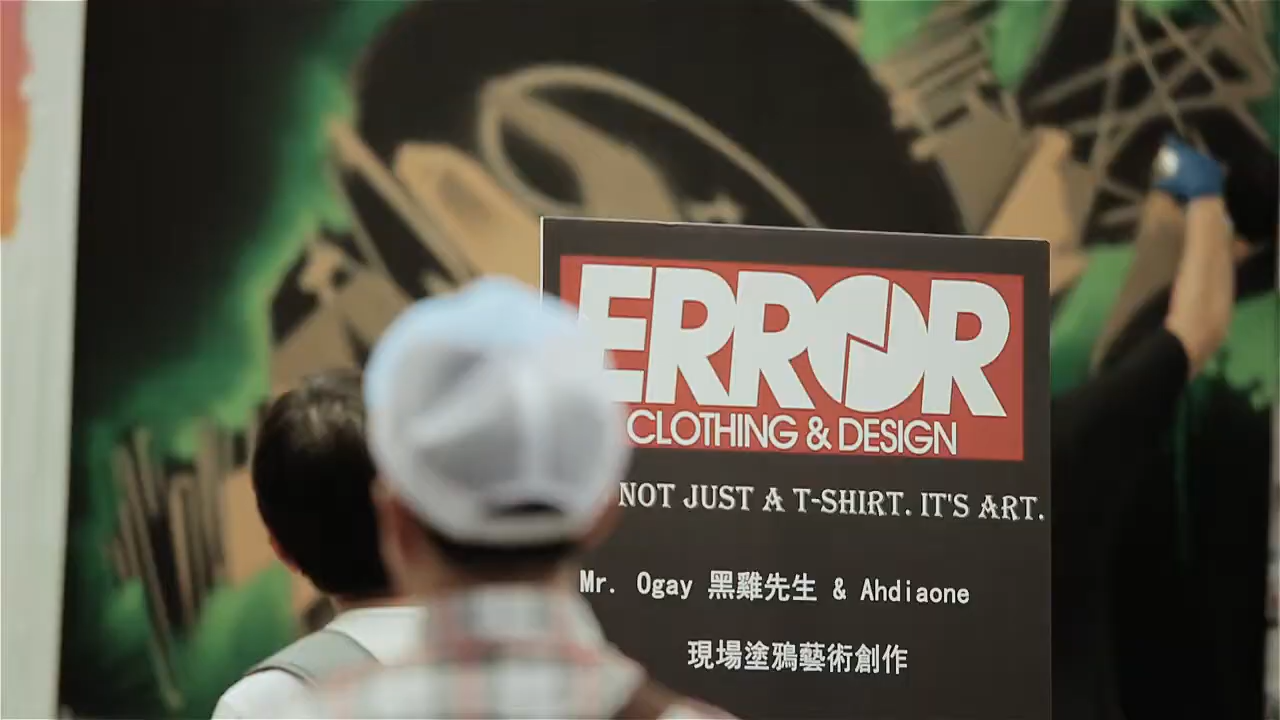 ERROR
CLOTHING & DESIGN
NOT JUST A T-SHIRT. IT'S ART.
Mr. Ogay 黑雞先生 & Ahdiaone
現場塗鴉藝術創作